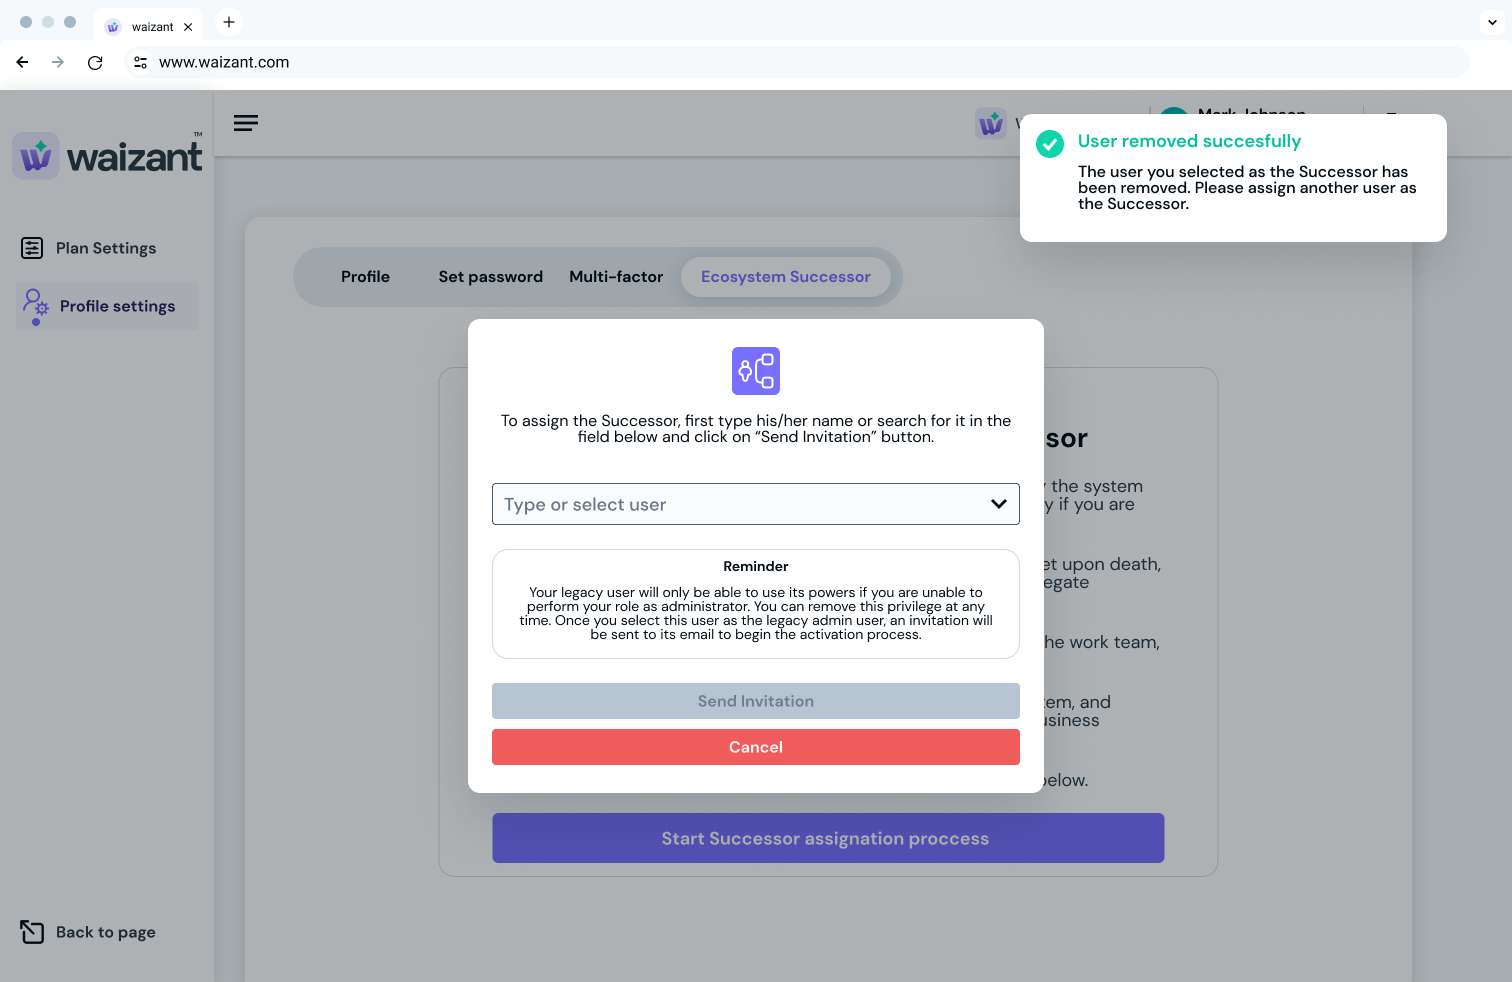 waizant
www.waizant.com
waizant™
Mark Johnson
User removed succesfully
The user you selected as the Successor has
been removed. Please assign another user as
the Successor.
Plan Settings
Profile settings
Profile
Set password
Multi-factor
Ecosystem Successor
To assign the Successor, first type his/her name or search for it in the
field below and click on “Send Invitation” button.
the system
if you are
upon death,
the work team,
and
below.
Type or select user
Reminder
Your legacy user will only be able to use its powers if you are unable to
perform your role as administrator. You can remove this privilege at any
time. Once you select this user as the legacy admin user, an invitation will
be sent to its email to begin the activation process.
Send Invitation
Cancel
Start Successor assignation proccess
Back to page